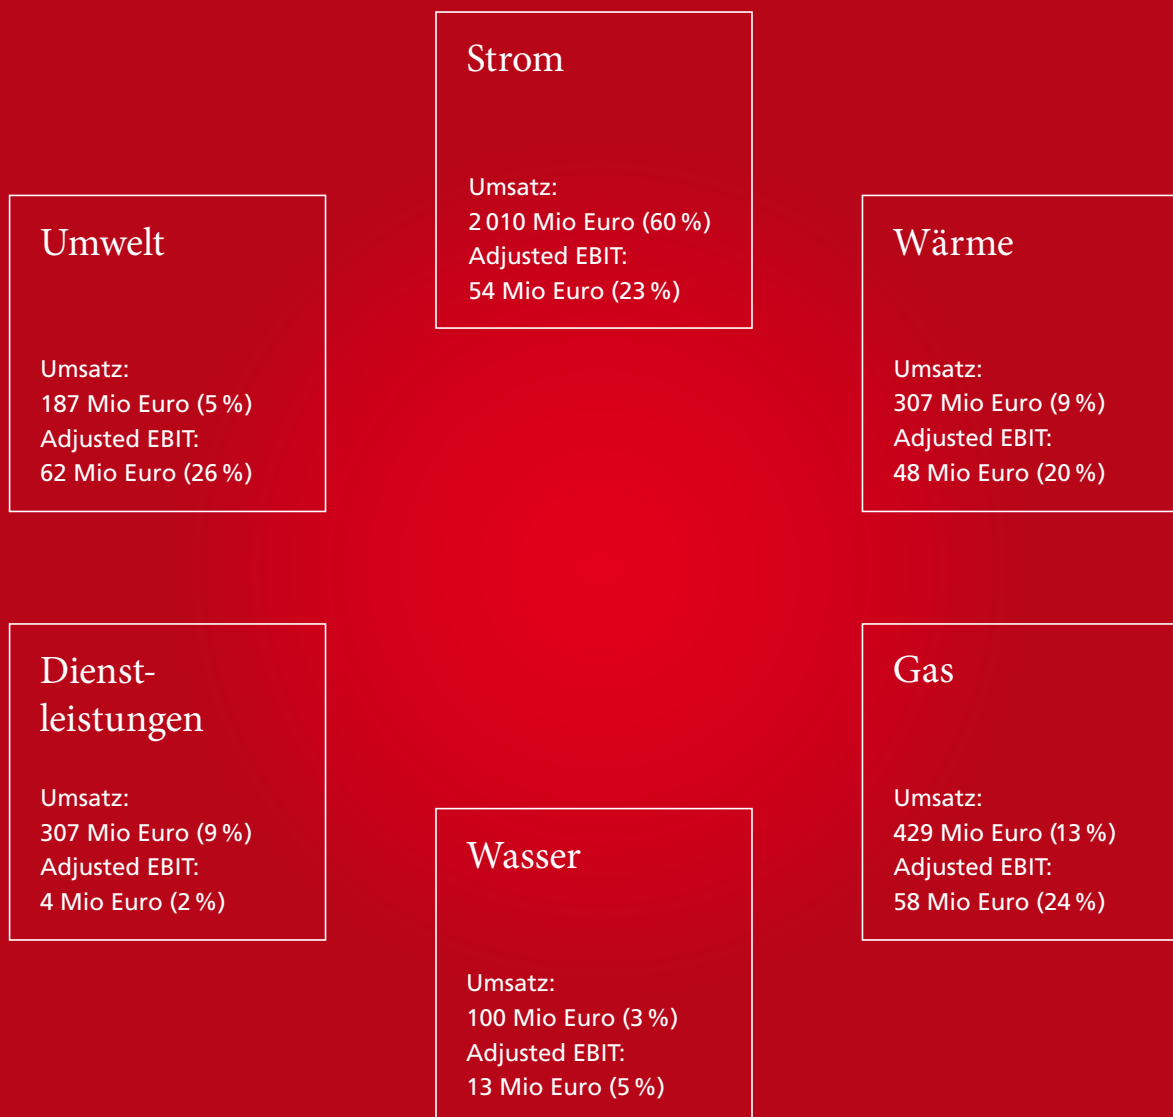 Strom
Umsatz:
2 010 Mio Euro (60 %)
Adjusted EBIT:
54 Mio Euro (23 %)
Umwelt
Umsatz:
187 Mio Euro (5 %)
Adjusted EBIT:
62 Mio Euro (26 %)
Wärme
Umsatz:
307 Mio Euro (9 %)
Adjusted EBIT:
48 Mio Euro (20 %)
Dienst-
leistungen
Umsatz:
307 Mio Euro (9 %)
Adjusted EBIT:
4 Mio Euro (2 %)
Gas
Umsatz:
429 Mio Euro (13 %)
Adjusted EBIT:
58 Mio Euro (24 %)
Wasser
Umsatz:
100 Mio Euro (3 %)
Adjusted EBIT:
13 Mio Euro (5 %)